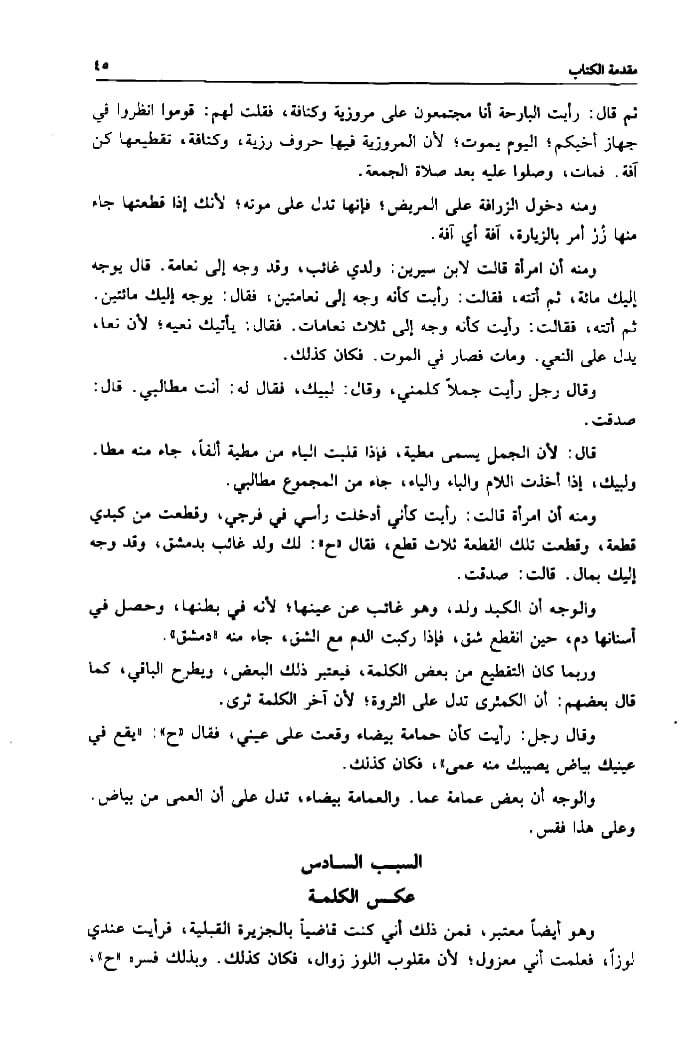 مقدمة الكتاب ٤٥
ثم قال: رأيت البارحة أنا مجتمعون على مروزية وكنافة، فقلت لهم: قوموا انظروا في
جهاز أخيكم؛ اليوم يموت؛ لأن المروزية فيها حروف رزية، وكنافة، تقطيعها كن
آفة. فمات، وصلوا عليه بعد صلاة الجمعة.
ومنه دخول الزرافة على المريض؛ فإنها تدل على موته؛ لأنك إذا قطعتها جاء
منها زُرْ أمر بالزيارة، آفة أي آفة.
ومنه أن امرأة قالت لابن سيرين: ولدي غائب، وقد وجه إلى نعامة. قال يوجه
إليك مائة، ثم أتته، فقالت: رأيت كأنه وجه إلى نعامتين، فقال: يوجه إليك مائتين.
ثم أتته، فقالت: رأيت كأنه وجه إلى ثلاث نعامات. فقال: يأتيك نعيه؛ لأن نعا،
يدل على النعي. ومات فصار في الموت. فكان كذلك.
وقال رجل رأيت جملاً كلمني، وقال: لبيك، فقال له: أنت مطالبي. قال:
صدقت.
قال: لأن الجمل يسمى مطية، فإذا قلبت الياء من مطية ألفاً، جاء منه مطا.
ولبيك، إذا أخذت اللام والباء والياء، جاء من المجموع مطالبي.
ومنه أن امرأة قالت: رأيت كأني أدخلت رأسي في فرجي، وقطعت من كبدي
قطعة، وقطعت تلك القطعة ثلاث قطع، فقال «ح»: لك ولد غائب بدمشق، وقد وجه
إليك بمال. قالت: صدقت.
والوجه أن الكبد ولد، وهو غائب عن عينها؛ لأنه في بطنها، وحصل في
أسنانها دم، حين انقطع شق، فإذا ركبت الدم مع الشق، جاء منه «دمشق».
وربما كان التقطيع من بعض الكلمة، فيعتبر ذلك البعض، ويطرح الباقي، كما
قال بعضهم: أن الكمثرى تدل على الثروة؛ لأن آخر الكلمة ثرى.
وقال رجل: رأيت كأن حمامة بيضاء وقعت على عيني، فقال «ح»: «يقع في
عينيك بياض يصيبك منه عمى»، فكان كذلك.
والوجه أن بعض عمامة عما. والعمامة بيضاء، تدل على أن العمى من بياض.
وعلى هذا فقس.
السبب السادس
عكس الكلمة
وهو أيضاً معتبر، فمن ذلك أني كنت قاضياً بالجزيرة القبلية، فرأيت عندي
لوزاً، فعلمت أني معزول؛ لأن مقلوب اللوز زوال، فكان كذلك. وبذلك فسره «ح»،